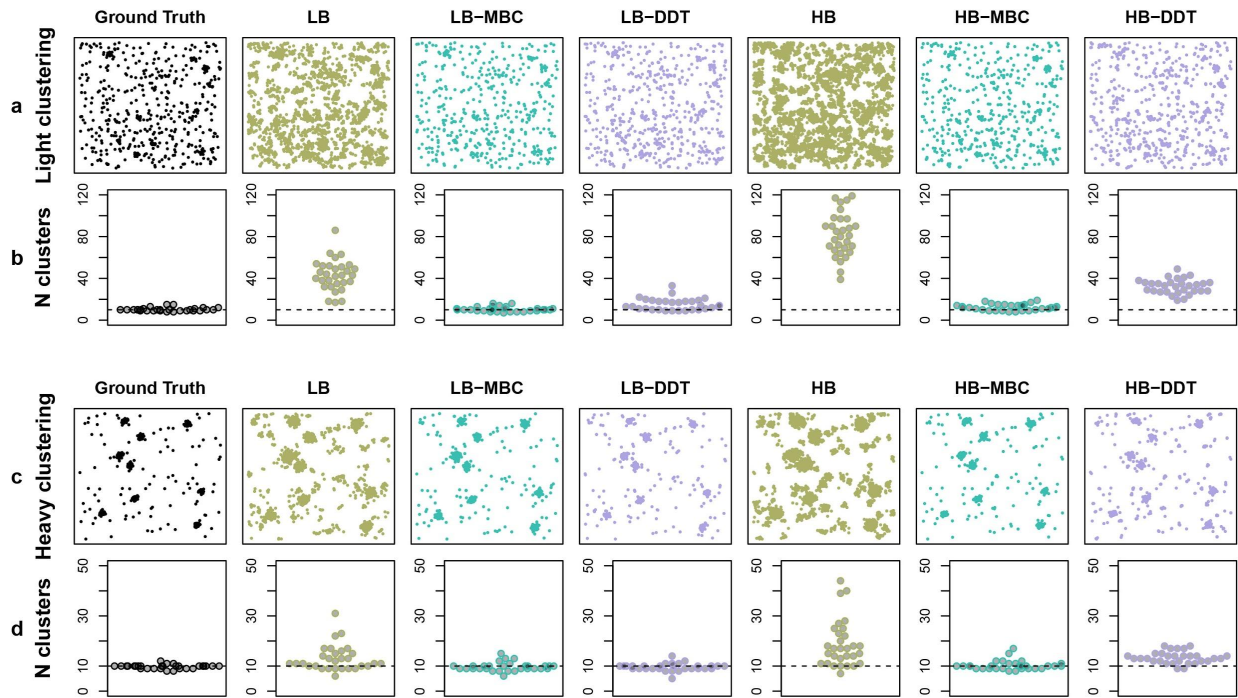 Ground Truth LB LB−MBC LB−DDT HB HB−MBC HB−DDT
a Light clustering
b N clusters
0 40 80 120 0 40 80 120 0 40 80 120 0 40 80 120 0 40 80 120 0 40 80 120 0 40 80 120
Ground Truth LB LB−MBC LB−DDT HB HB−MBC HB−DDT
c Heavy clustering
d N clusters
0 10 30 50 0 10 30 50 0 10 30 50 0 10 30 50 0 10 30 50 0 10 30 50 0 10 30 50